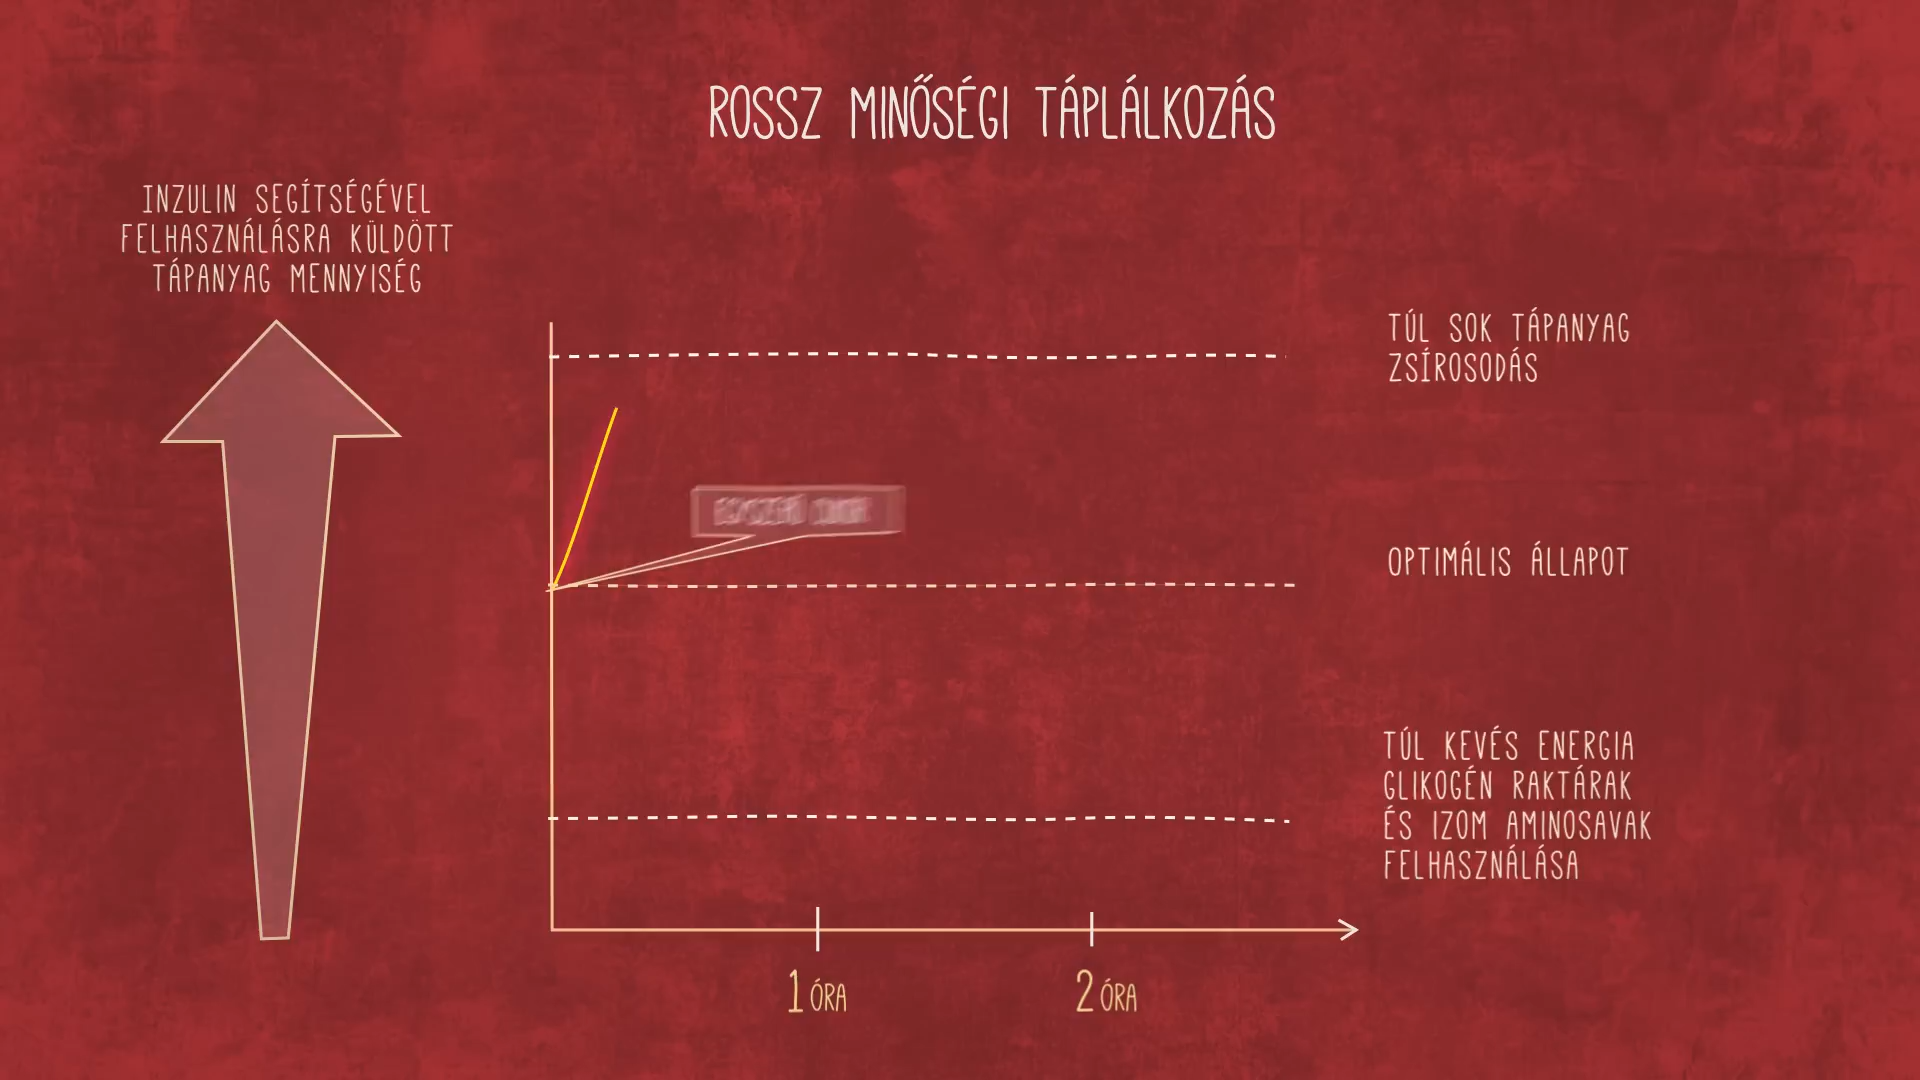 ROSSZ MINŐSÉGI TÁPLÁLKOZÁS
INZULIN SEGÍTSÉGÉVEL
FELHASZNÁLÁSRA KÜLDÖTT
TÁPANYAG MENNYISÉG
TÚL SOK TÁPANYAG
ZSÍROSODÁS
OPTIMÁLIS ÁLLAPOT
TÚL KEVÉS ENERGIA
GLIKOGÉN RAKTÁRAK
ÉS IZOM AMINOSAVAK
FELHASZNÁLÁSA
1 ÓRA
2 ÓRA